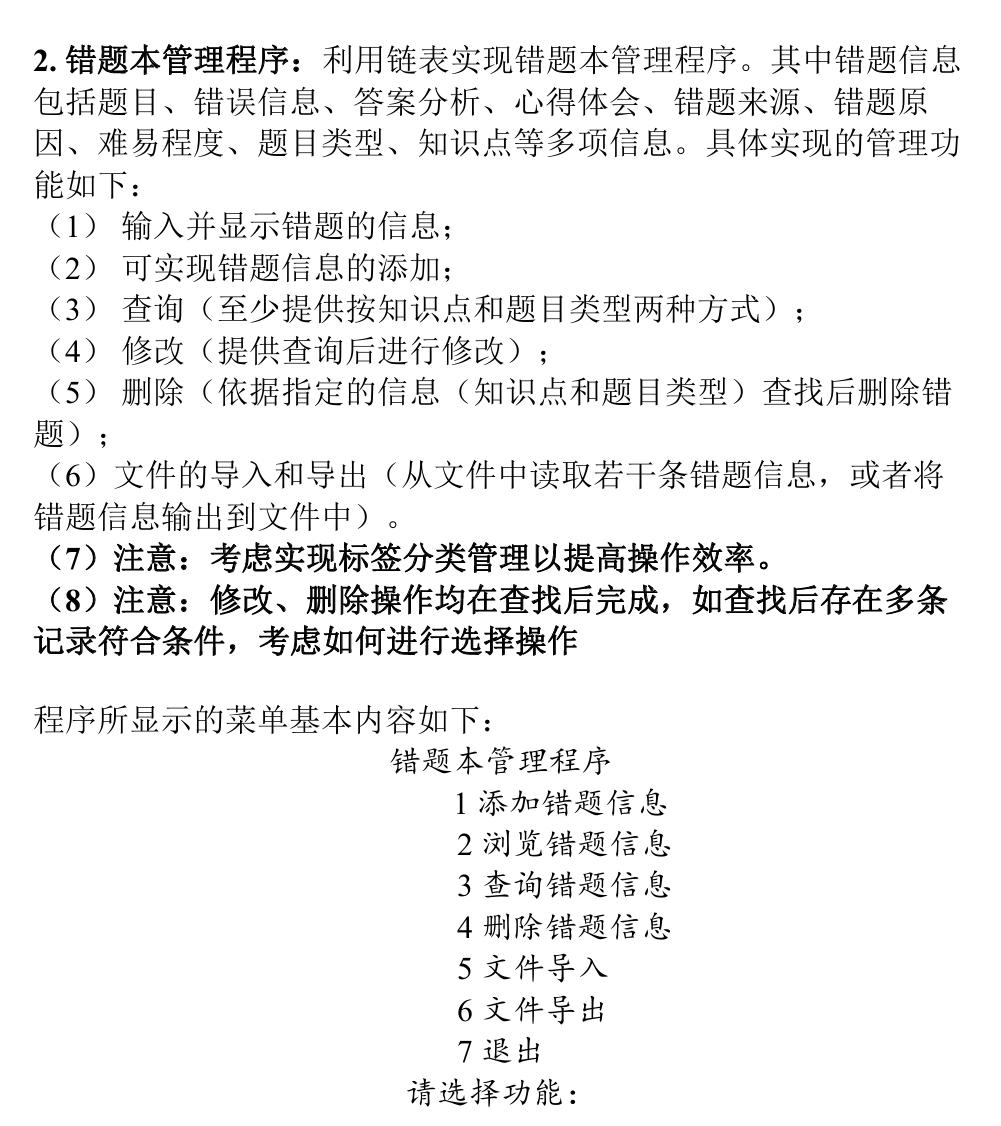 2. 错题本管理程序：利用链表实现错题本管理程序。其中错题信息
包括题目、错误信息、答案分析、心得体会、错题来源、错题原
因、难易程度、题目类型、知识点等多项信息。具体实现的管理功
能如下：
（1） 输入并显示错题的信息；
（2） 可实现错题信息的添加；
（3） 查询（至少提供按知识点和题目类型两种方式）；
（4） 修改（提供查询后进行修改）；
（5） 删除（依据指定的信息（知识点和题目类型）查找后删除错
题）；
（6）文件的导入和导出（从文件中读取若干条错题信息，或者将
错题信息输出到文件中）。
（7）注意：考虑实现标签分类管理以提高操作效率。
（8）注意：修改、删除操作均在查找后完成，如查找后存在多条
记录符合条件，考虑如何进行选择操作
程序所显示的菜单基本内容如下：
错题本管理程序
1 添加错题信息
2 浏览错题信息
3 查询错题信息
4 删除错题信息
5 文件导入
6 文件导出
7 退出
请选择功能：